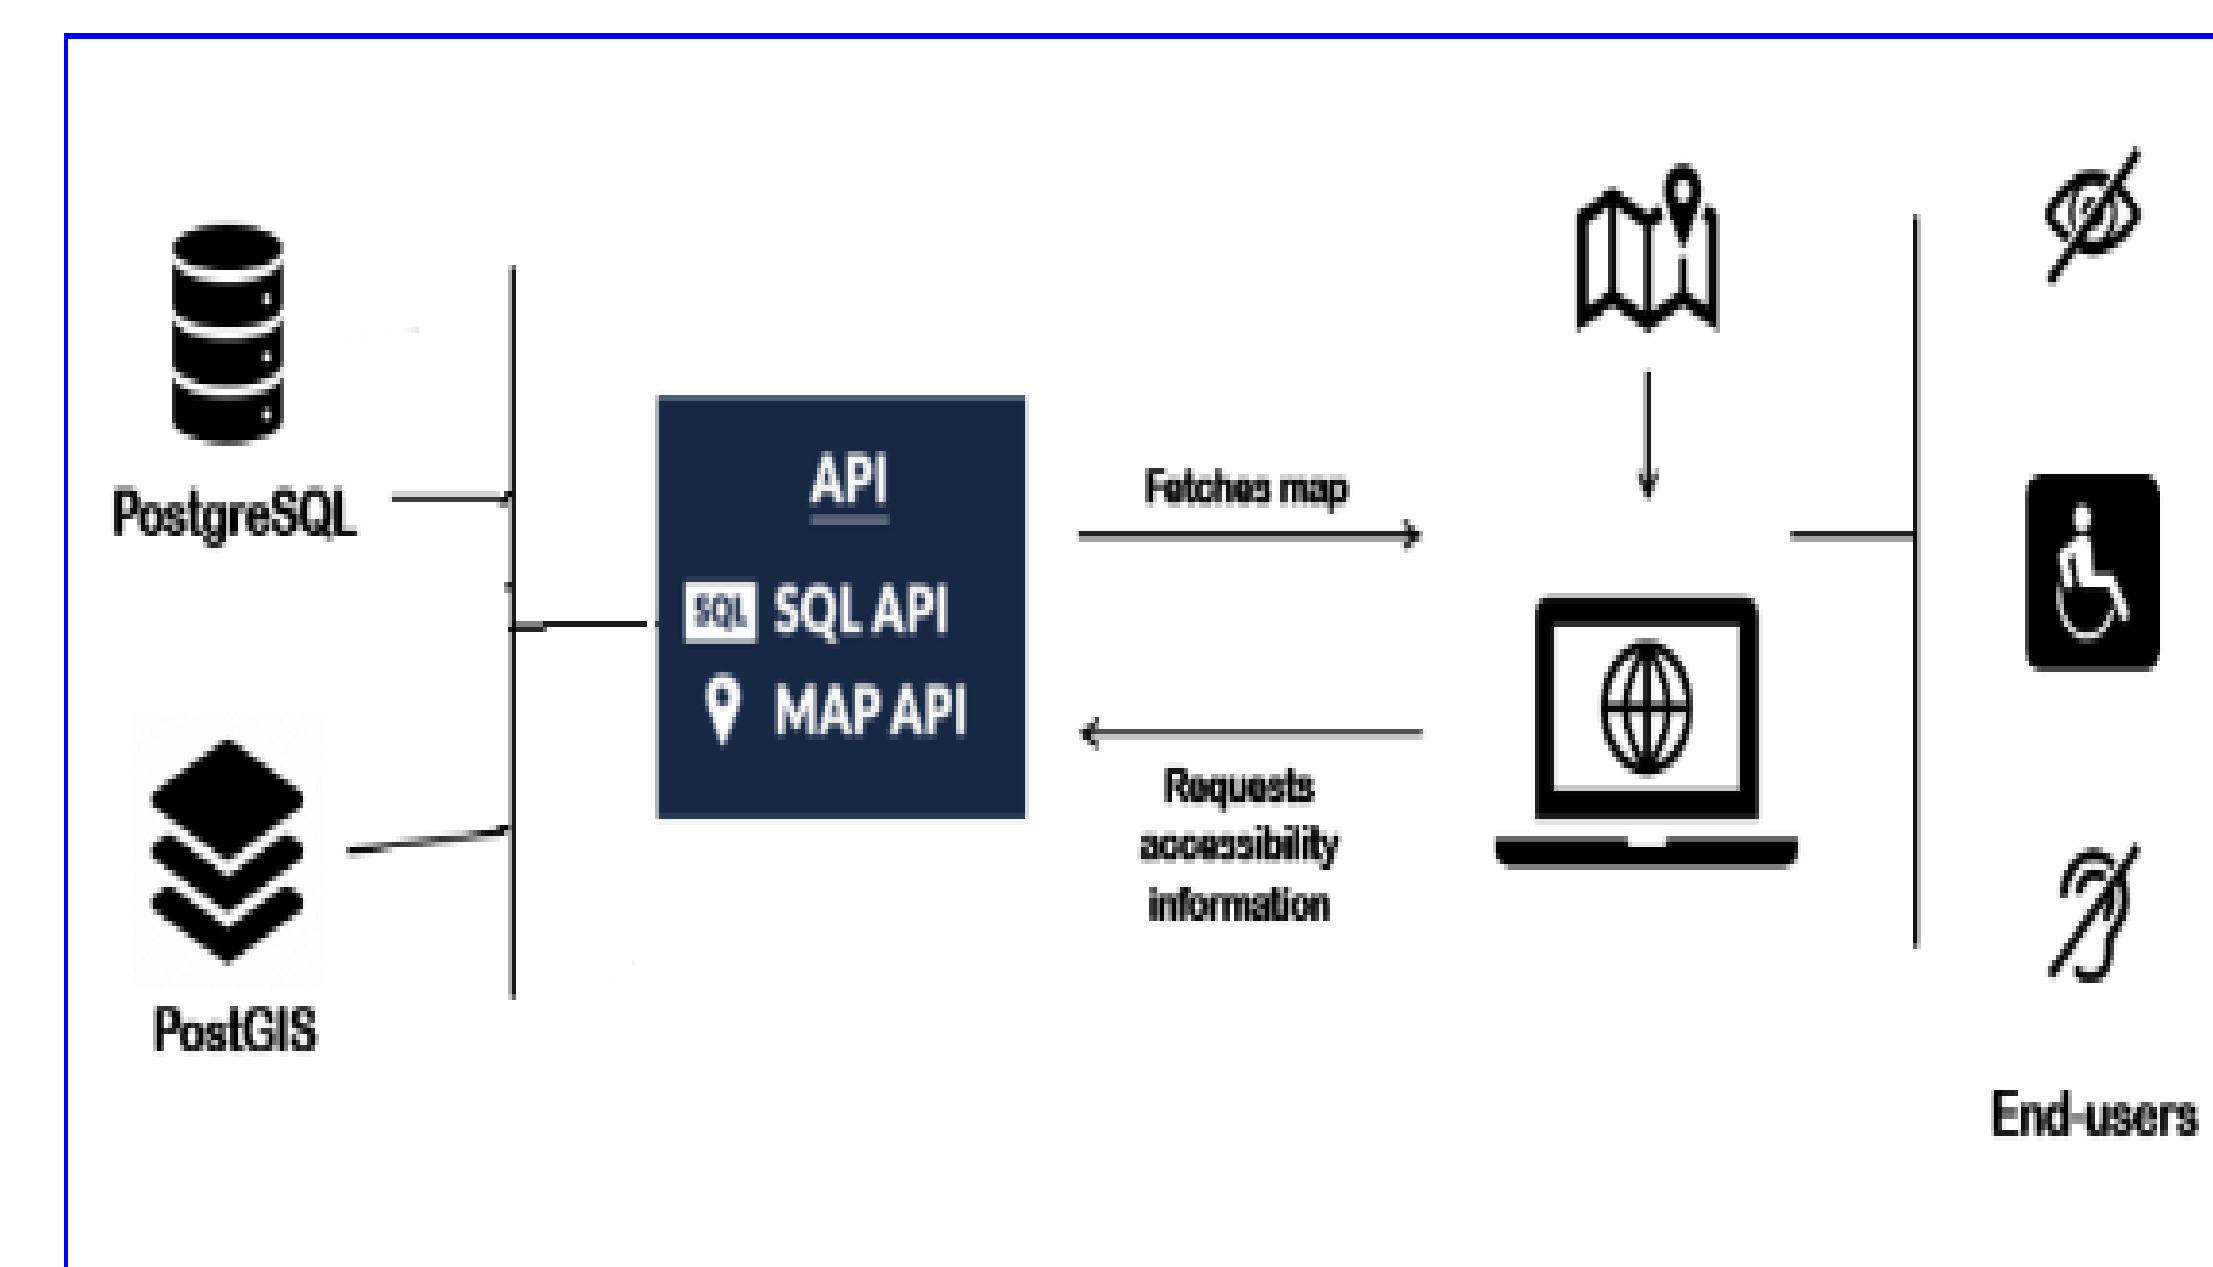 PostgreSQL
PostGIS
API
SQL SQL API
MAP API
Fetches map
Requests
accessibility
information
End-users